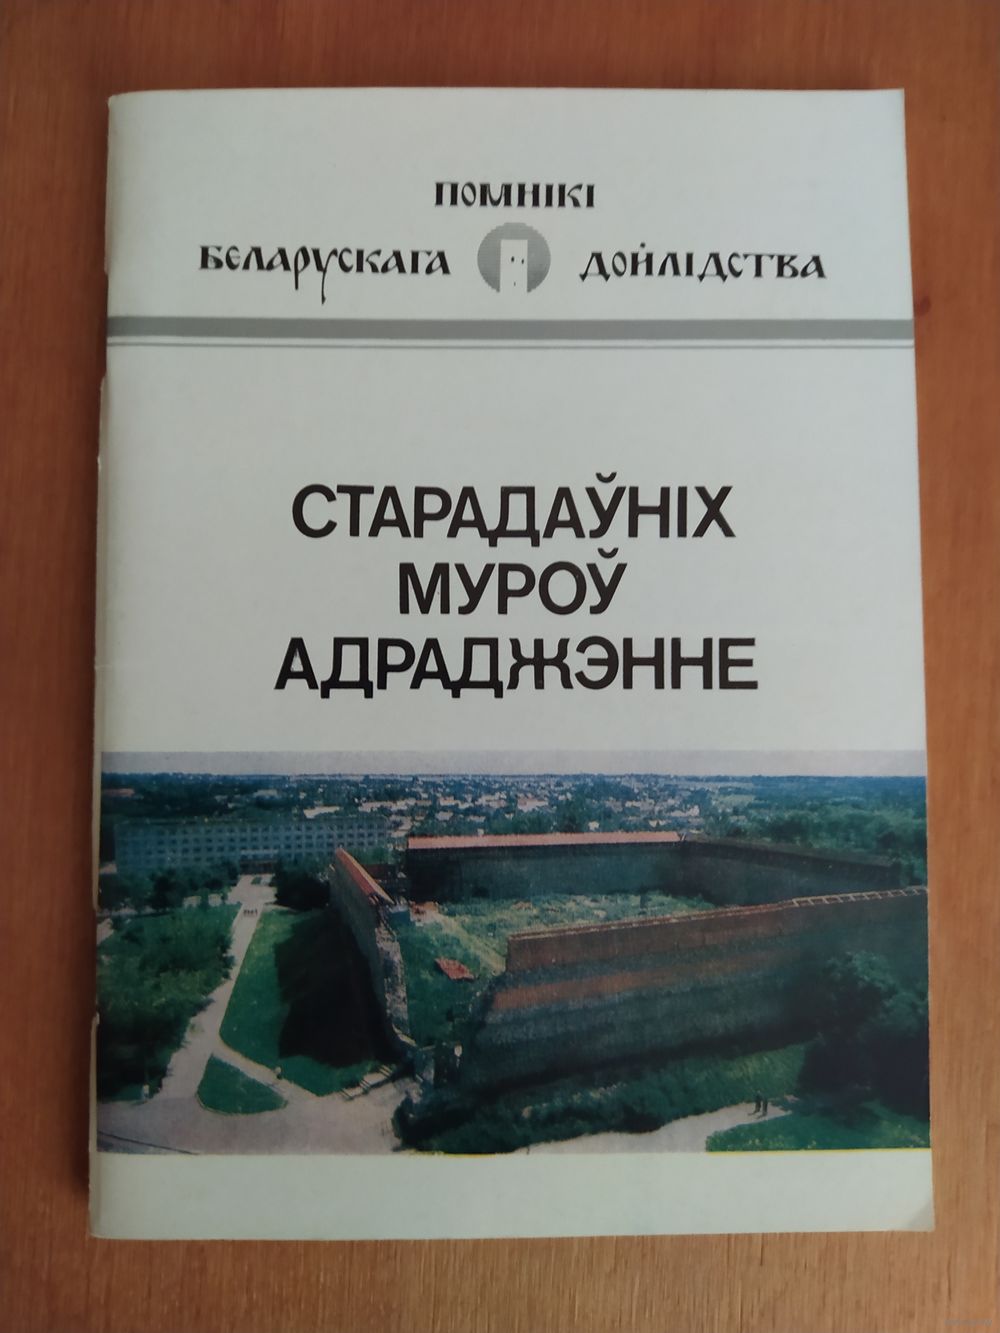 ПОМНІКІ
БЕЛАРУСКАГА ДОЙЛІДСТВА
СТАРАДАЎНІХ
МУРОЎ
АДРАДЖЭННЕ